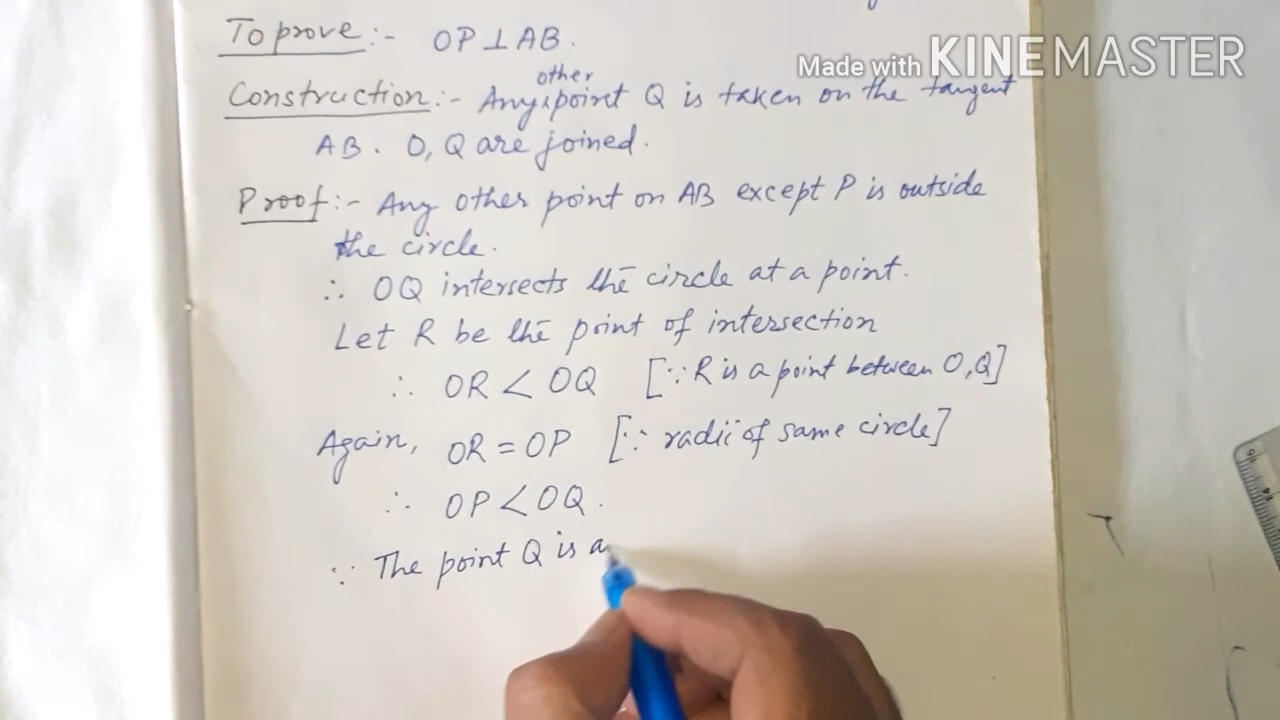 To prove :- OP⊥AB.
Made with KINEMASTER
Construction :- Any other point Q is taken on the tangent
AB. O, Q are joined.
Proof :- Any other point on AB except P is outside
the circle.
∴ OQ intersects the circle at a point.
Let R be the point of intersection
∴ OR < OQ [∵ R is a point between O, Q]
Again, OR = OP [∵ radii of same circle]
∴ OP < OQ.
∵ The point Q is a